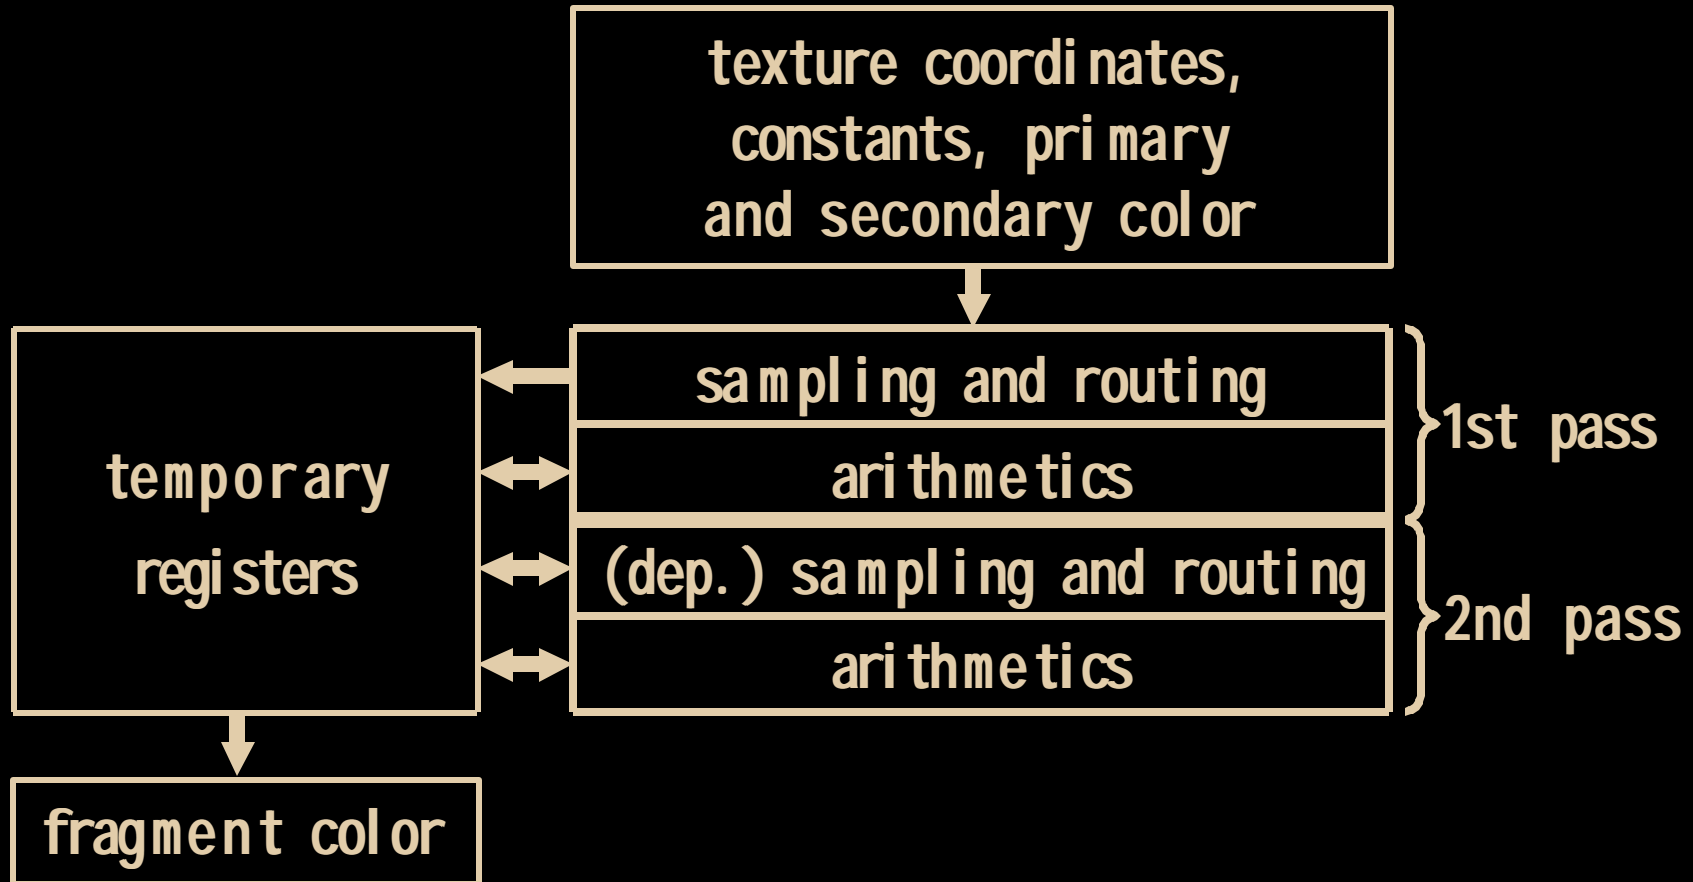 texture coordinates,
constants, primary
and secondary color
sampling and routing
arithmetics
1st pass
temporary
registers
(dep.) sampling and routing
arithmetics
2nd pass
fragment color